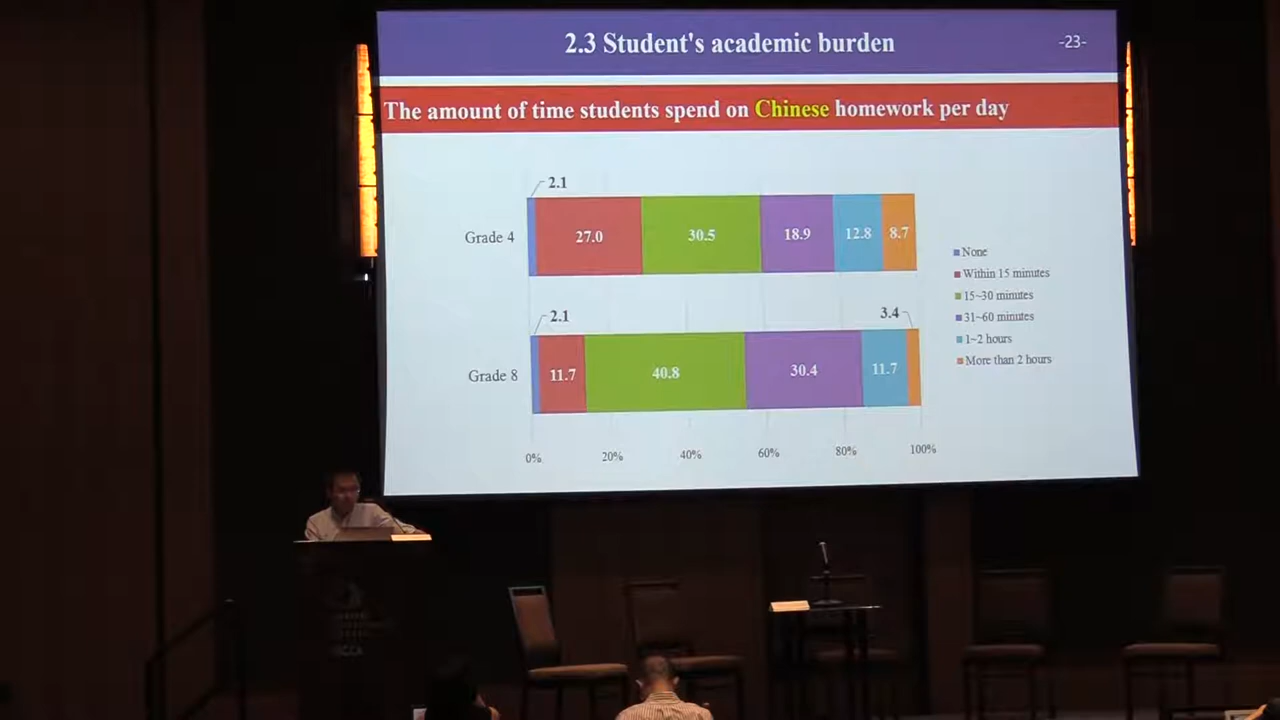 2.3 Student's academic burden
-23-
The amount of time students spend on Chinese homework per day
2.1
Grade 4
27.0
30.5
18.9
12.8
8.7
2.1
3.4
Grade 8
11.7
40.8
30.4
11.7
0%
20%
40%
60%
80%
100%
None
Within 15 minutes
15~30 minutes
31~60 minutes
1~2 hours
More than 2 hours